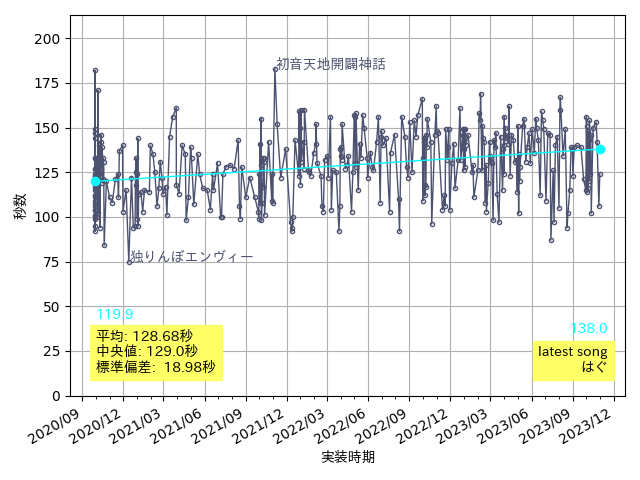 200
175
150
125
100
75
50
25
0
秒数
初音天地開闢神話
独りんぼエンヴィー
119.9
平均: 128.68秒
中央値: 129.0秒
標準偏差: 18.98秒
138.0
latest song
はぐ
2020/09
2020/12
2021/03
2021/06
2021/09
2021/12
2022/03
2022/06
2022/09
2022/12
2023/03
2023/06
2023/09
2023/12
実装時期